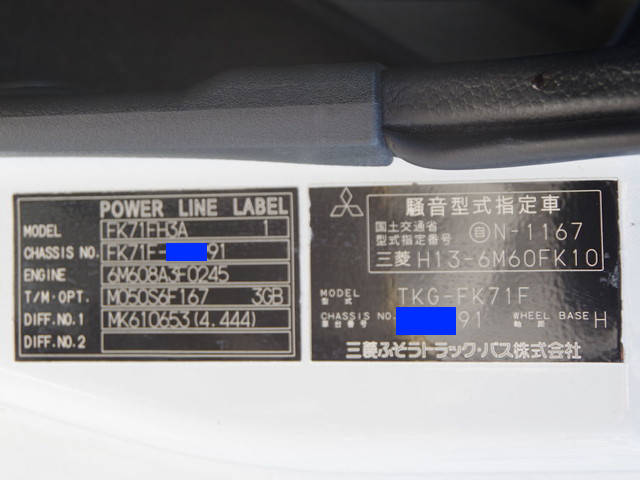 POWER LINE LABEL
MODEL FK71FH3A 1
CHASSIS NO. FK71F- 91
ENGINE 6M608A3F0245
T/M·OPT. M050S6F167 3GB
DIFF.NO.1 MK610653(4.444)
DIFF.NO.2
騒音型式指定車
国土交通省
型式指定番号 自 N-1167
三菱 H13-6M60FK10
MODEL
型式 TKG-FK71F
CHASSIS NO. 91 WHEEL BASE H
車台番号 軸距
三菱ふそうトラック・バス株式会社